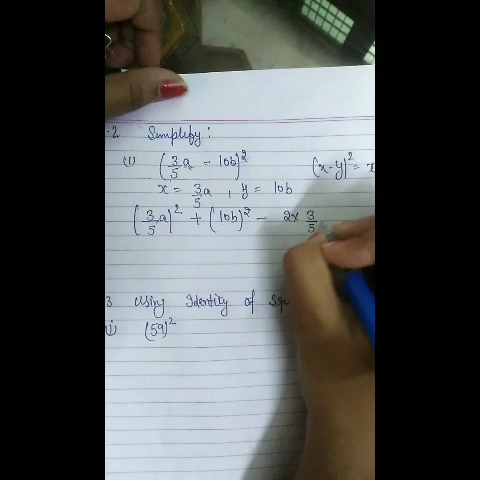 -2 Simplify:
(i) (3/5 a - 10b)² (x-y)² = x
x = 3/5 a , y = 10b
(3/5 a)² + (10b)² - 2× 3/5
3 Using Identity of Squ
(i) (59)²